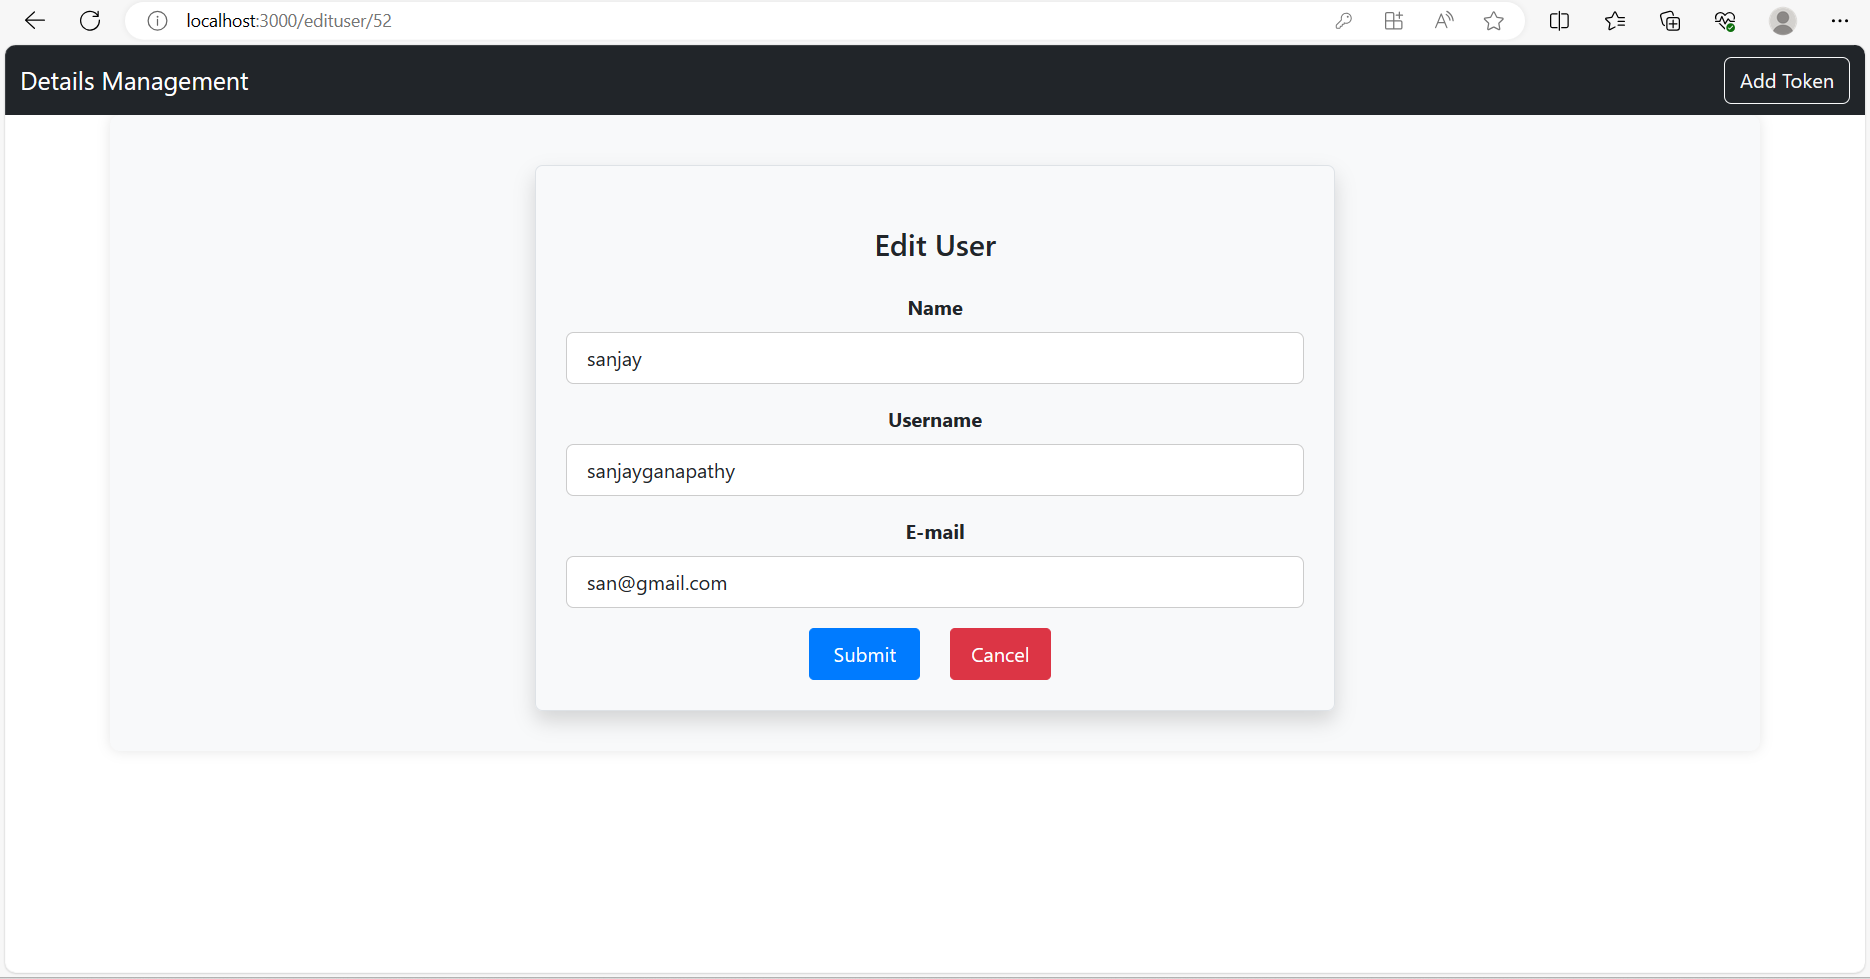 localhost:3000/edituser/52
Details Management
Add Token
Edit User
Name
sanjay
Username
sanjayganapathy
E-mail
san@gmail.com
Submit
Cancel